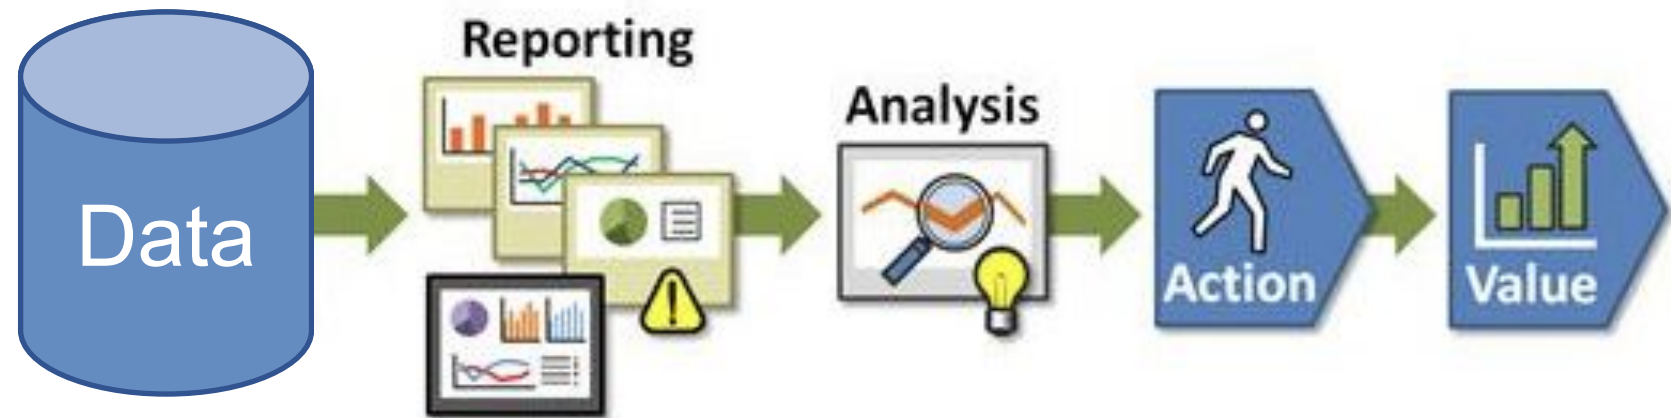 Data
Reporting
Analysis
Action
Value